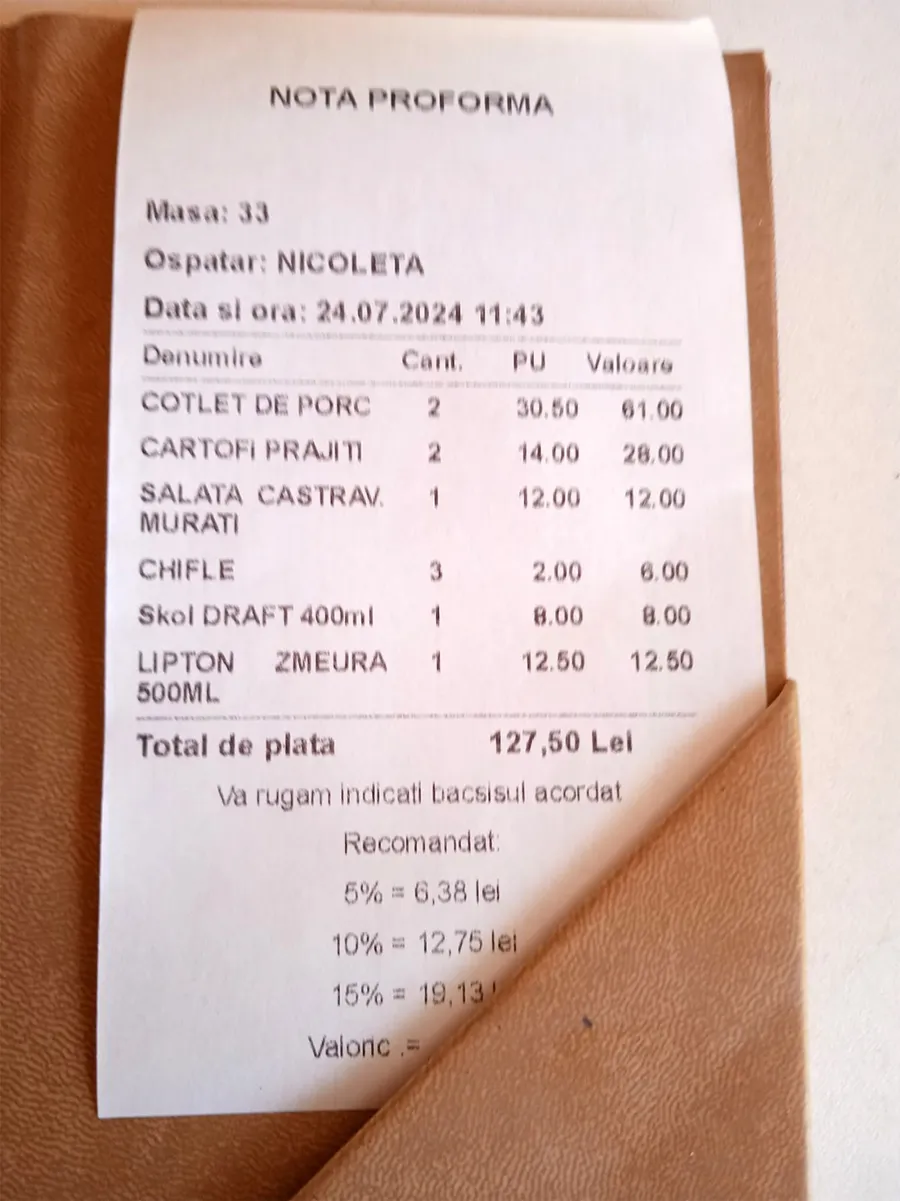 NOTA PROFORMA
Masa: 33
Ospatar: NICOLETA
Data si ora: 24.07.2024 11:43
Denumire Cant. PU Valoare
COTLET DE PORC 2 30.50 61.00
CARTOFI PRAJITI 2 14.00 28.00
SALATA CASTRAV. 1 12.00 12.00
MURATI
CHIFLE 3 2.00 6.00
Skol DRAFT 400ml 1 8.00 8.00
LIPTON ZMEURA 1 12.50 12.50
500ML
Total de plata 127,50 Lei
Va rugam indicati bacsisul acordat
Recomandat:
5% = 6,38 lei
10% = 12,75 lei
15% = 19,13
Valoric .=